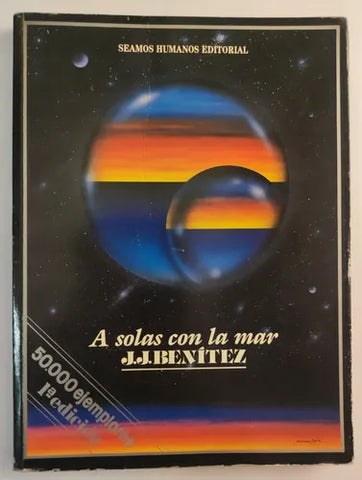 SEAMOS HUMANOS EDITORIAL
A solas con la mar
J.J. BENÍTEZ
50.000 ejemplares
1ª edición